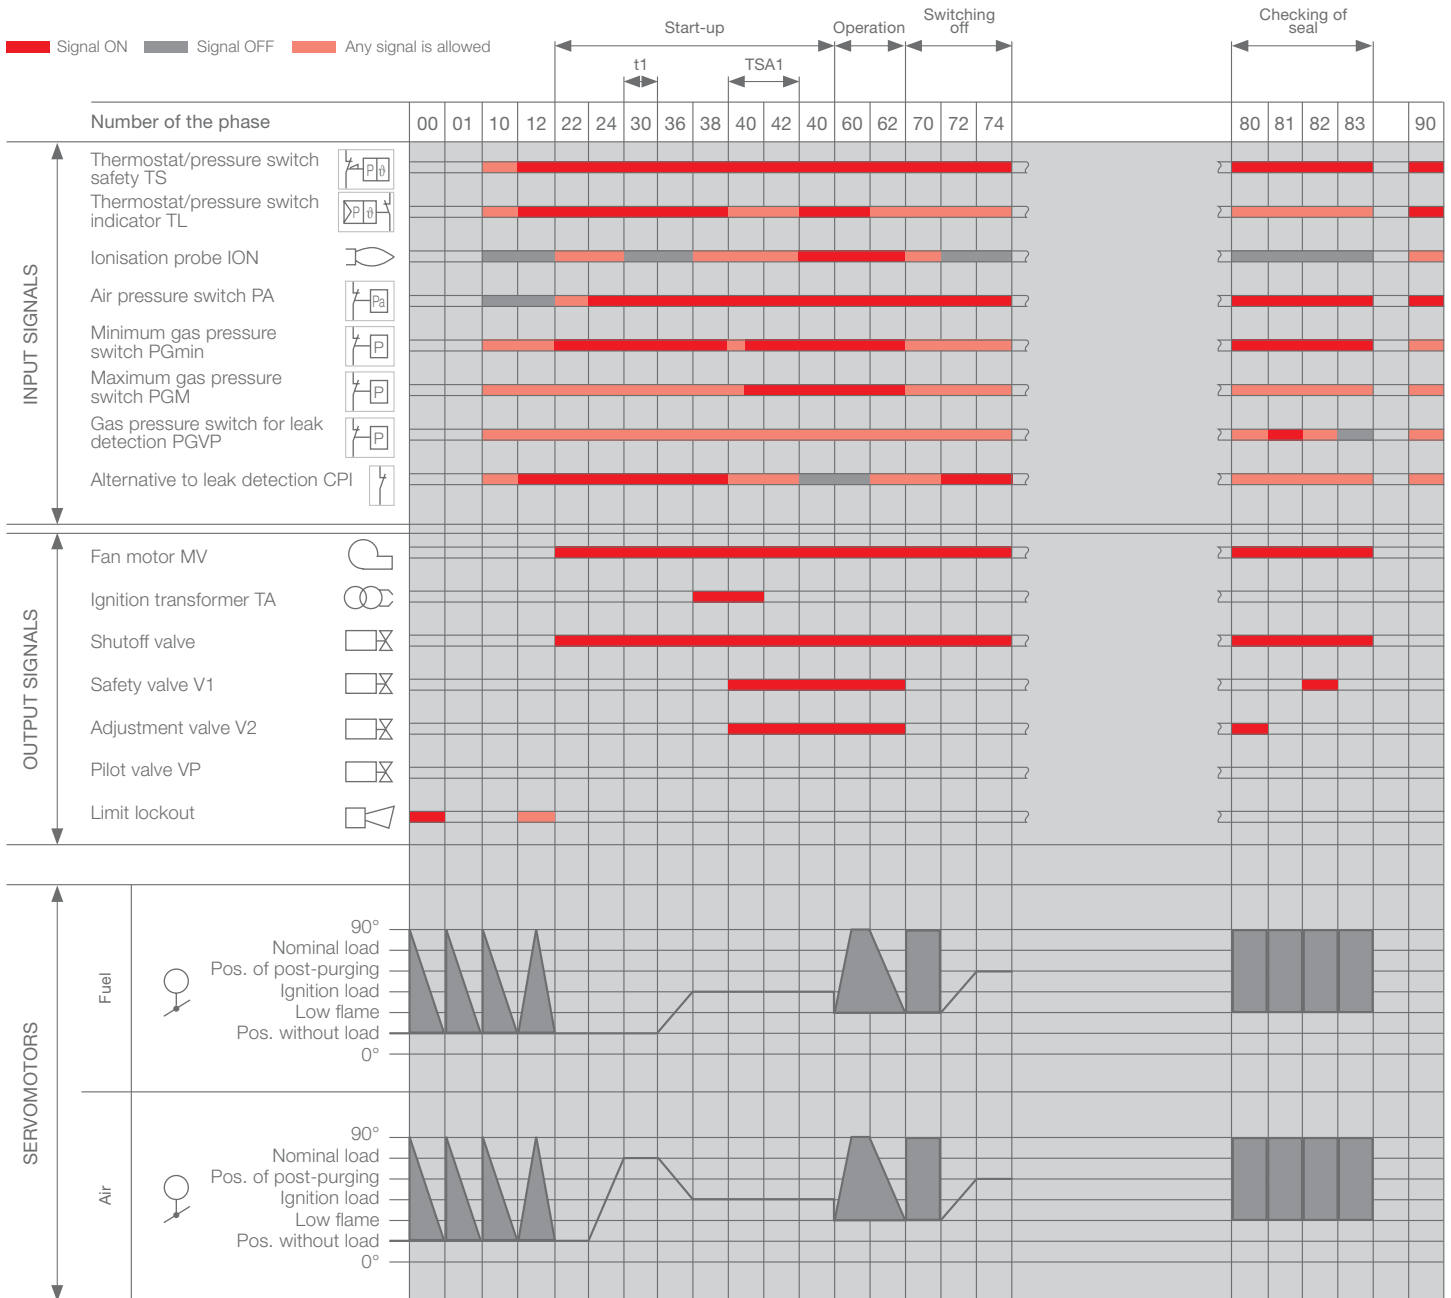 Signal ON Signal OFF Any signal is allowed
Start-up
Operation
Switching
off
Checking of
seal
t1
TSA1
Number of the phase 00 01 10 12 22 24 30 36 38 40 42 40 60 62 70 72 74 80 81 82 83 90
INPUT SIGNALS
Thermostat/pressure switch
safety TS
P ϑ
Thermostat/pressure switch
indicator TL
P ϑ
Ionisation probe ION
Air pressure switch PA
Pa
Minimum gas pressure
switch PGmin
P
Maximum gas pressure
switch PGM
P
Gas pressure switch for leak
detection PGVP
P
Alternative to leak detection CPI
OUTPUT SIGNALS
Fan motor MV
Ignition transformer TA
Shutoff valve
Safety valve V1
Adjustment valve V2
Pilot valve VP
Limit lockout
SERVOMOTORS
Fuel
90°
Nominal load
Pos. of post-purging
Ignition load
Low flame
Pos. without load
0°
Air
90°
Nominal load
Pos. of post-purging
Ignition load
Low flame
Pos. without load
0°